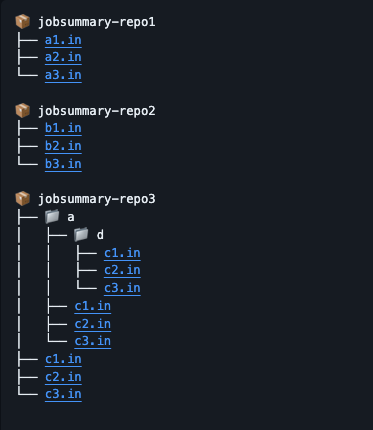 📦 jobsummary-repo1
├── a1.in
├── a2.in
└── a3.in
📦 jobsummary-repo2
├── b1.in
├── b2.in
└── b3.in
📦 jobsummary-repo3
├── 📁 a
│   ├── 📁 d
│   │   ├── c1.in
│   │   ├── c2.in
│   │   └── c3.in
│   ├── c1.in
│   ├── c2.in
│   └── c3.in
├── c1.in
├── c2.in
└── c3.in